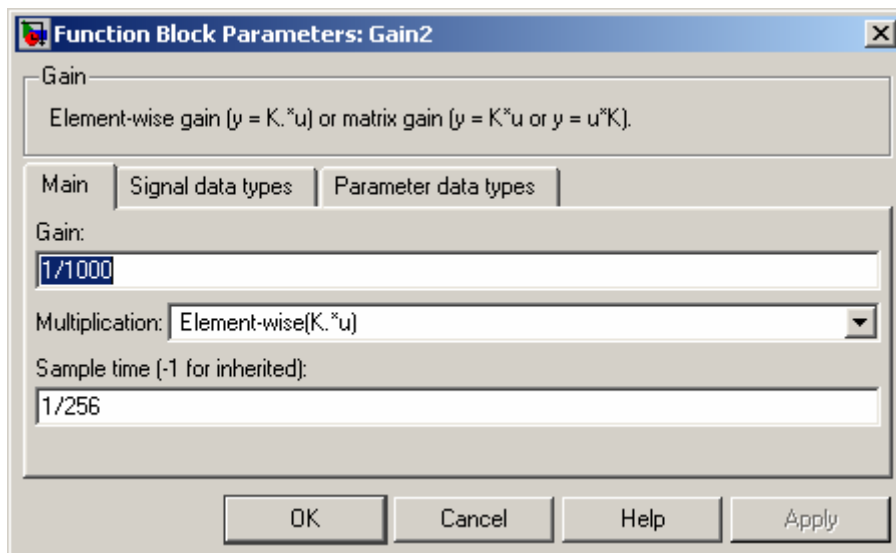 Function Block Parameters: Gain2
Gain
Element-wise gain (y = K.*u) or matrix gain (y = K*u or y = u*K).
Main Signal data types Parameter data types
Gain:
1/1000
Multiplication: Element-wise(K.*u)
Sample time (-1 for inherited):
1/256
OK Cancel Help Apply